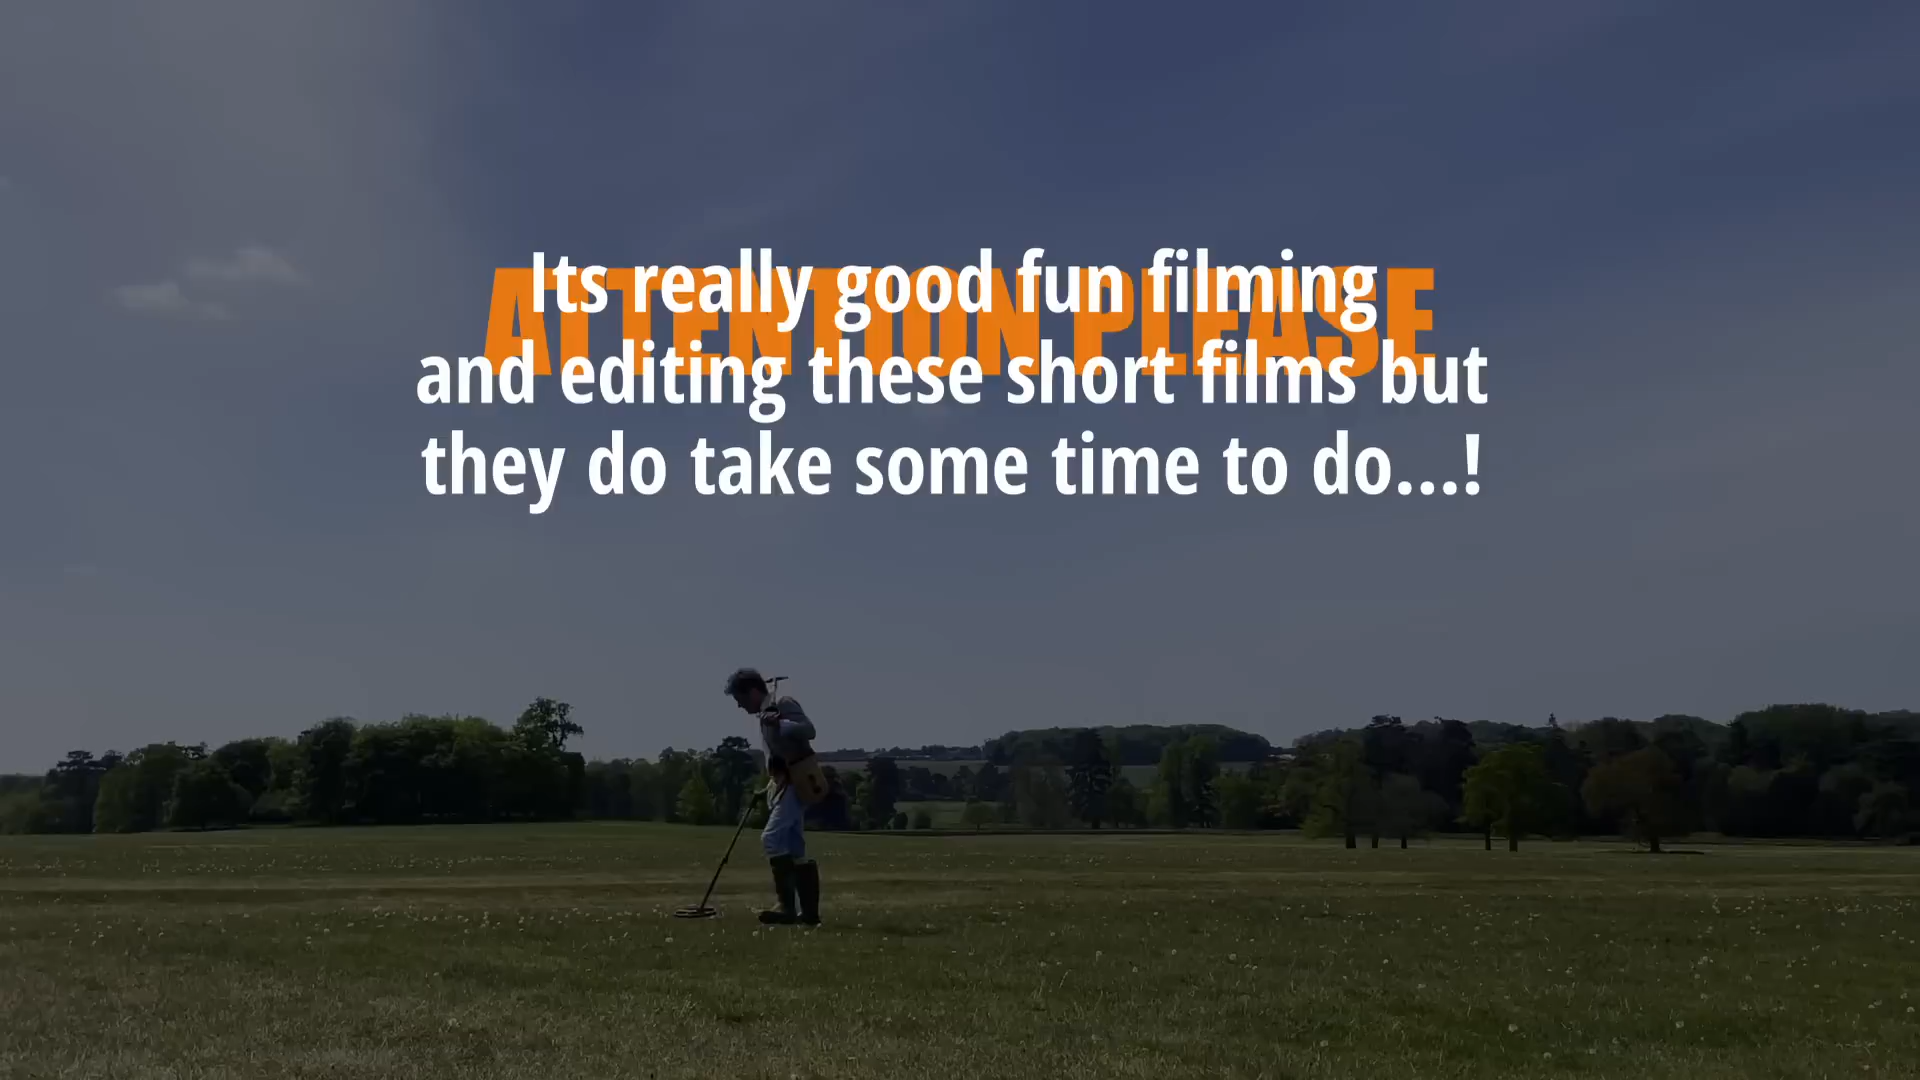 ATTENTION PLEASE
Its really good fun filming
and editing these short films but
they do take some time to do...!